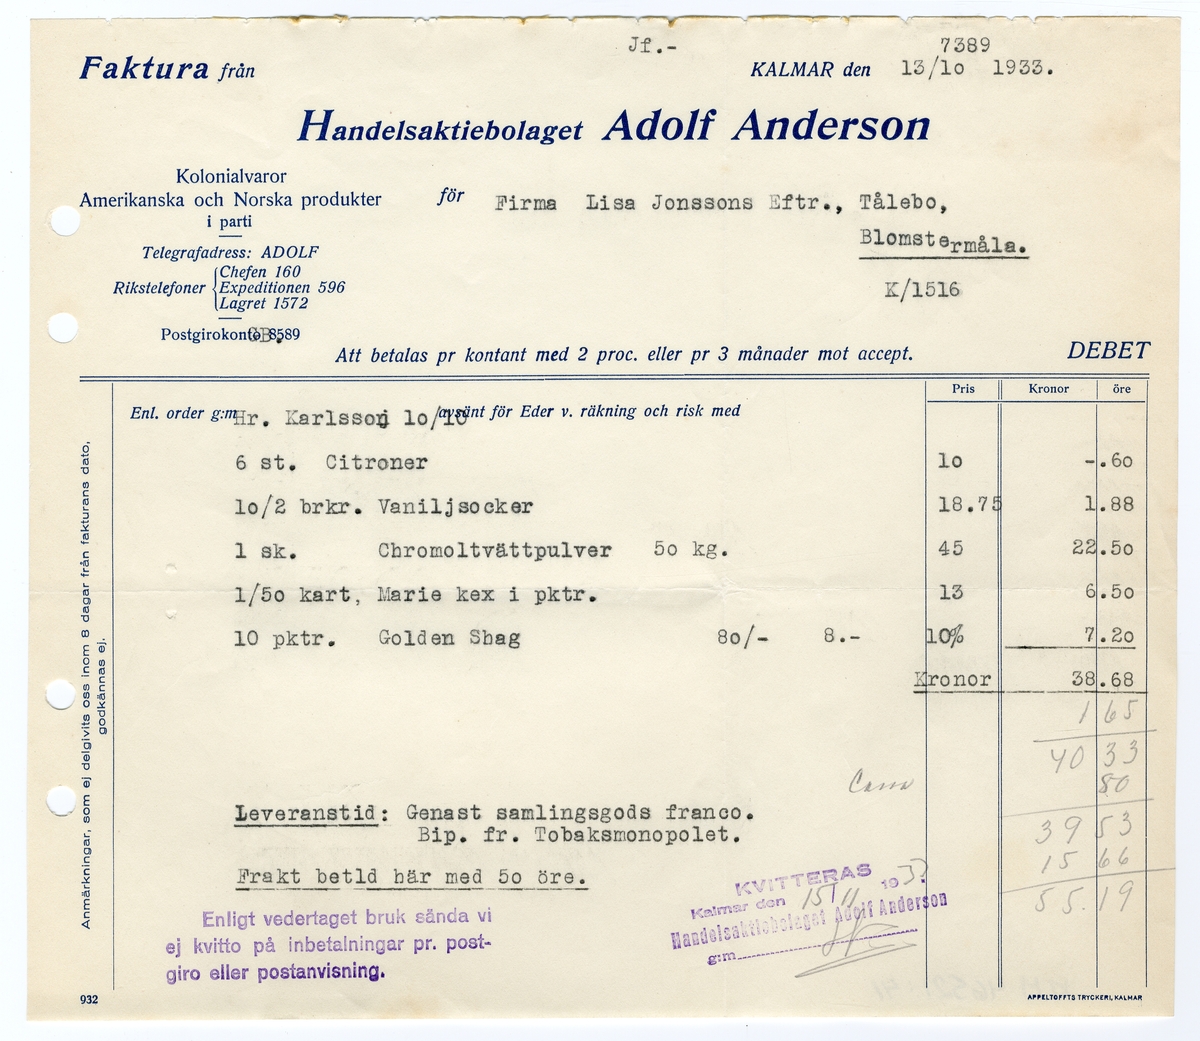 Jf.- 7389
Faktura från KALMAR den 13/10 1933.
Handelsaktiebolaget Adolf Anderson
Kolonialvaror
Amerikanska och Norska produkter
i parti
Telegrafadress: ADOLF
Rikstelefoner Chefen 160
Expeditionen 596
Lagret 1572
Postgirokonto 8589
GB.
för Firma Lisa Jonssons Eftr., Tålebo,
Blomstermåla.
K/1516
Att betalas pr kontant med 2 proc. eller pr 3 månader mot accept. DEBET
Pris Kronor öre
Enl. order g:m Hr. Karlsson 10/10 avsänt för Eder v. räkning och risk med
6 st. Citroner 10 -.60
10/2 brkr. Vaniljsocker 18.75 1.88
1 sk. Chromoltvättpulver 50 kg. 45 22.50
1/50 kart, Marie kex i pktr. 13 6.50
10 pktr. Golden Shag 80/- 8.- 10% 7.20
Kronor 38.68
1 65
40 33
80
39 53
15 66
55.19
Leveranstid: Genast samlingsgods franco.
Bip. fr. Tobaksmonopolet.
Frakt betld här med 50 öre.
Enligt vedertaget bruk sända vi
ej kvitto på inbetalningar pr. post-
giro eller postanvisning.
KVITTERAS
Kalmar den 15/11 1933
Handelsaktiebolaget Adolf Anderson
g:m
Anmärkningar, som ej delgivits oss inom 8 dagar från fakturans dato,
godkännas ej.
932
APPELTOFFTS TRYCKERI, KALMAR